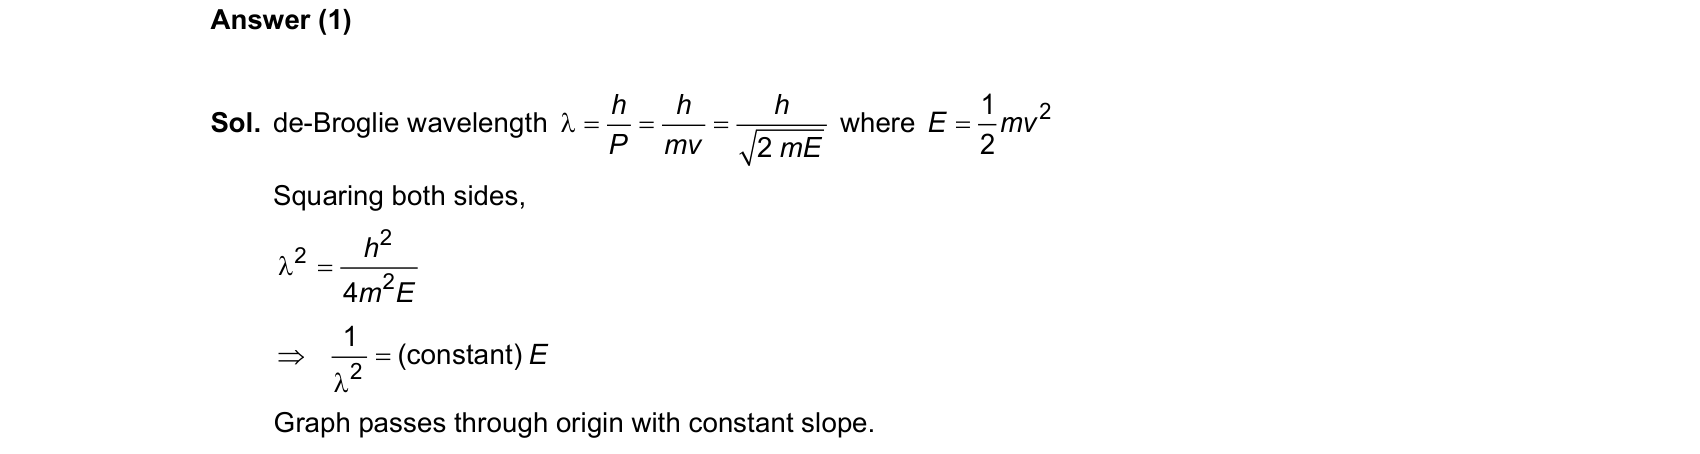 Answer (1)
Sol. de-Broglie wavelength λ = h/P = h/mv = h/√(2 mE) where E = 1/2 mv²
Squaring both sides,
λ² = h²/4m²E
⇒ 1/λ² = (constant) E
Graph passes through origin with constant slope.